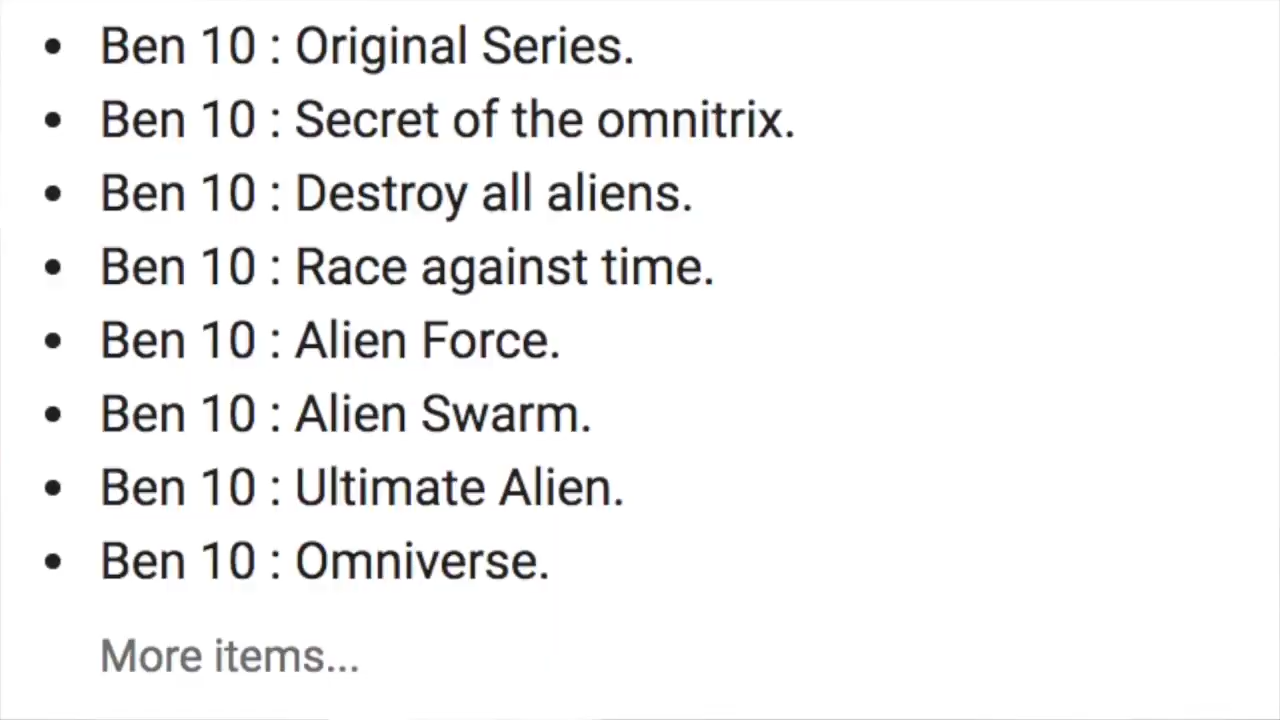 • Ben 10 : Original Series.
• Ben 10 : Secret of the omnitrix.
• Ben 10 : Destroy all aliens.
• Ben 10 : Race against time.
• Ben 10 : Alien Force.
• Ben 10 : Alien Swarm.
• Ben 10 : Ultimate Alien.
• Ben 10 : Omniverse.
More items...